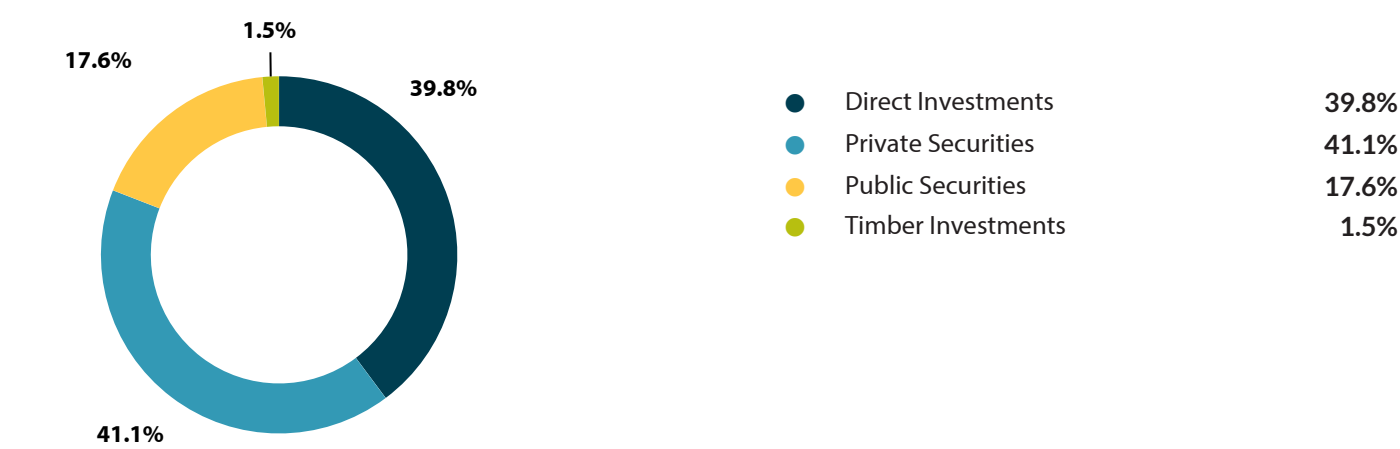 1.5%
17.6%
39.8%
41.1%
Direct Investments 39.8%
Private Securities 41.1%
Public Securities 17.6%
Timber Investments 1.5%